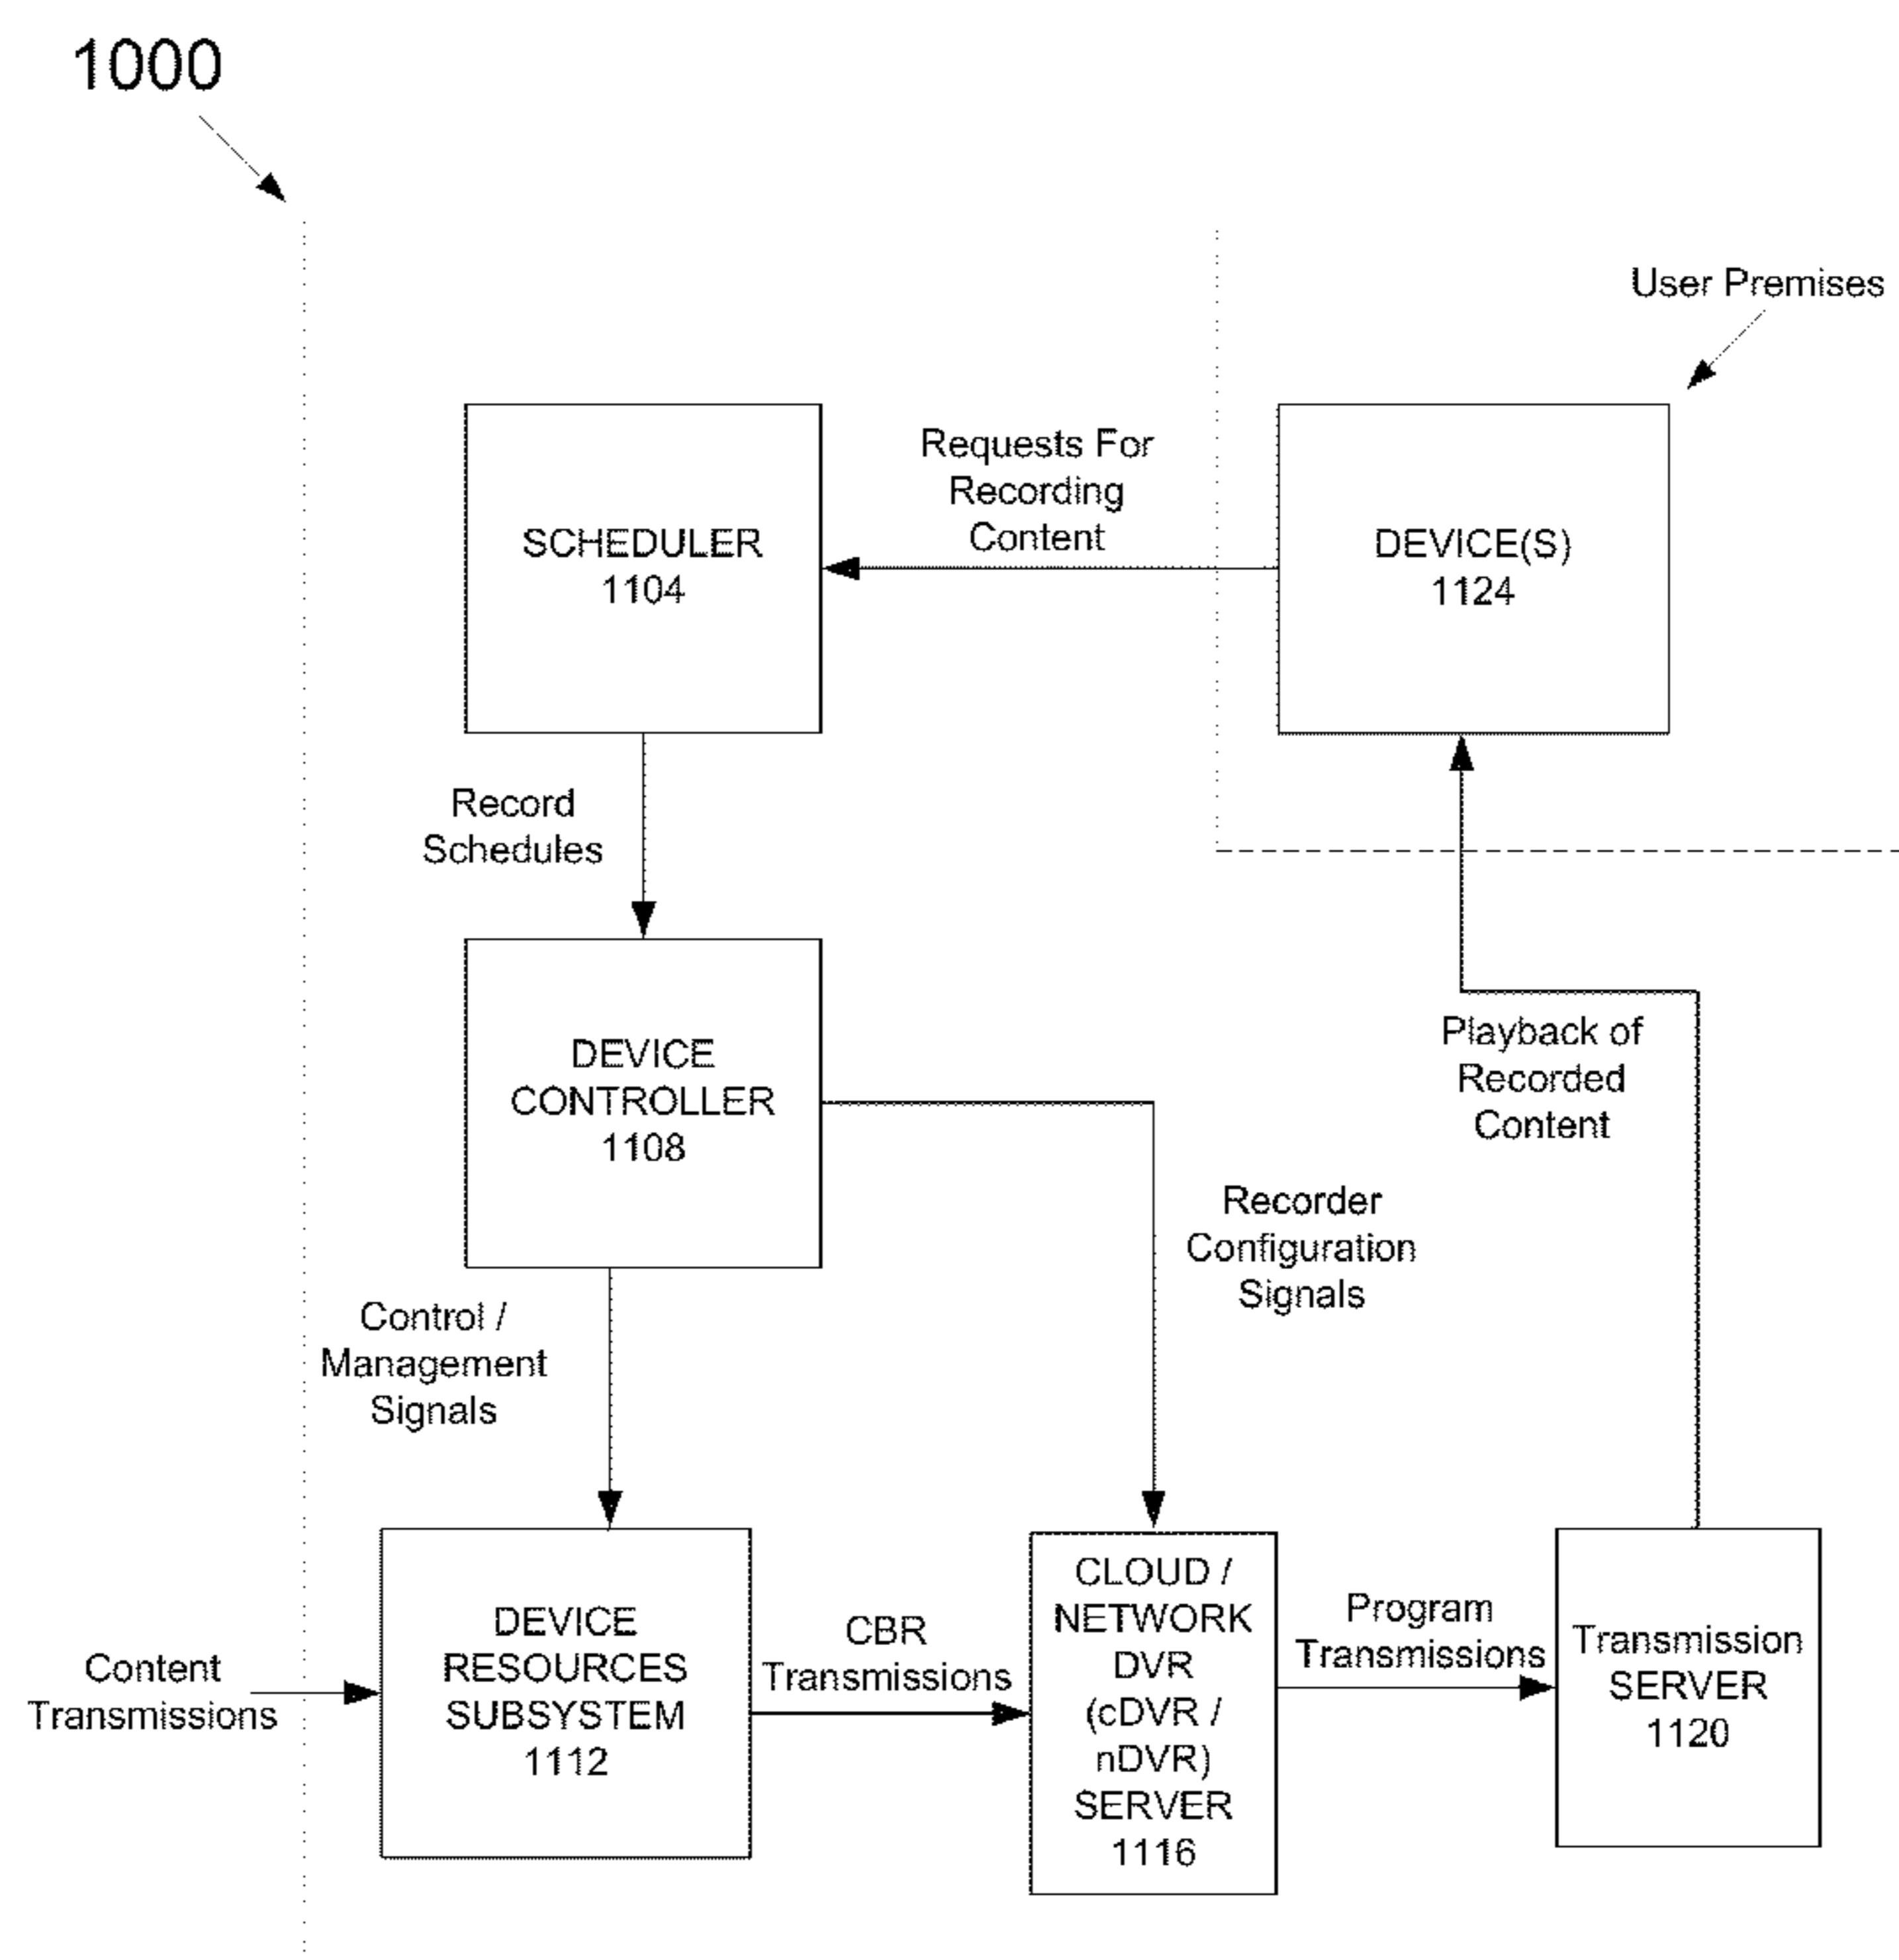 1000
User Premises
SCHEDULER
1104
Requests For
Recording
Content
DEVICE(S)
1124
Record
Schedules
DEVICE
CONTROLLER
1108
Playback of
Recorded
Content
Recorder
Configuration
Signals
Control /
Management
Signals
Content
Transmissions
DEVICE
RESOURCES
SUBSYSTEM
1112
CBR
Transmissions
CLOUD /
NETWORK
DVR
(cDVR /
nDVR)
SERVER
1116
Program
Transmissions
Transmission
SERVER
1120